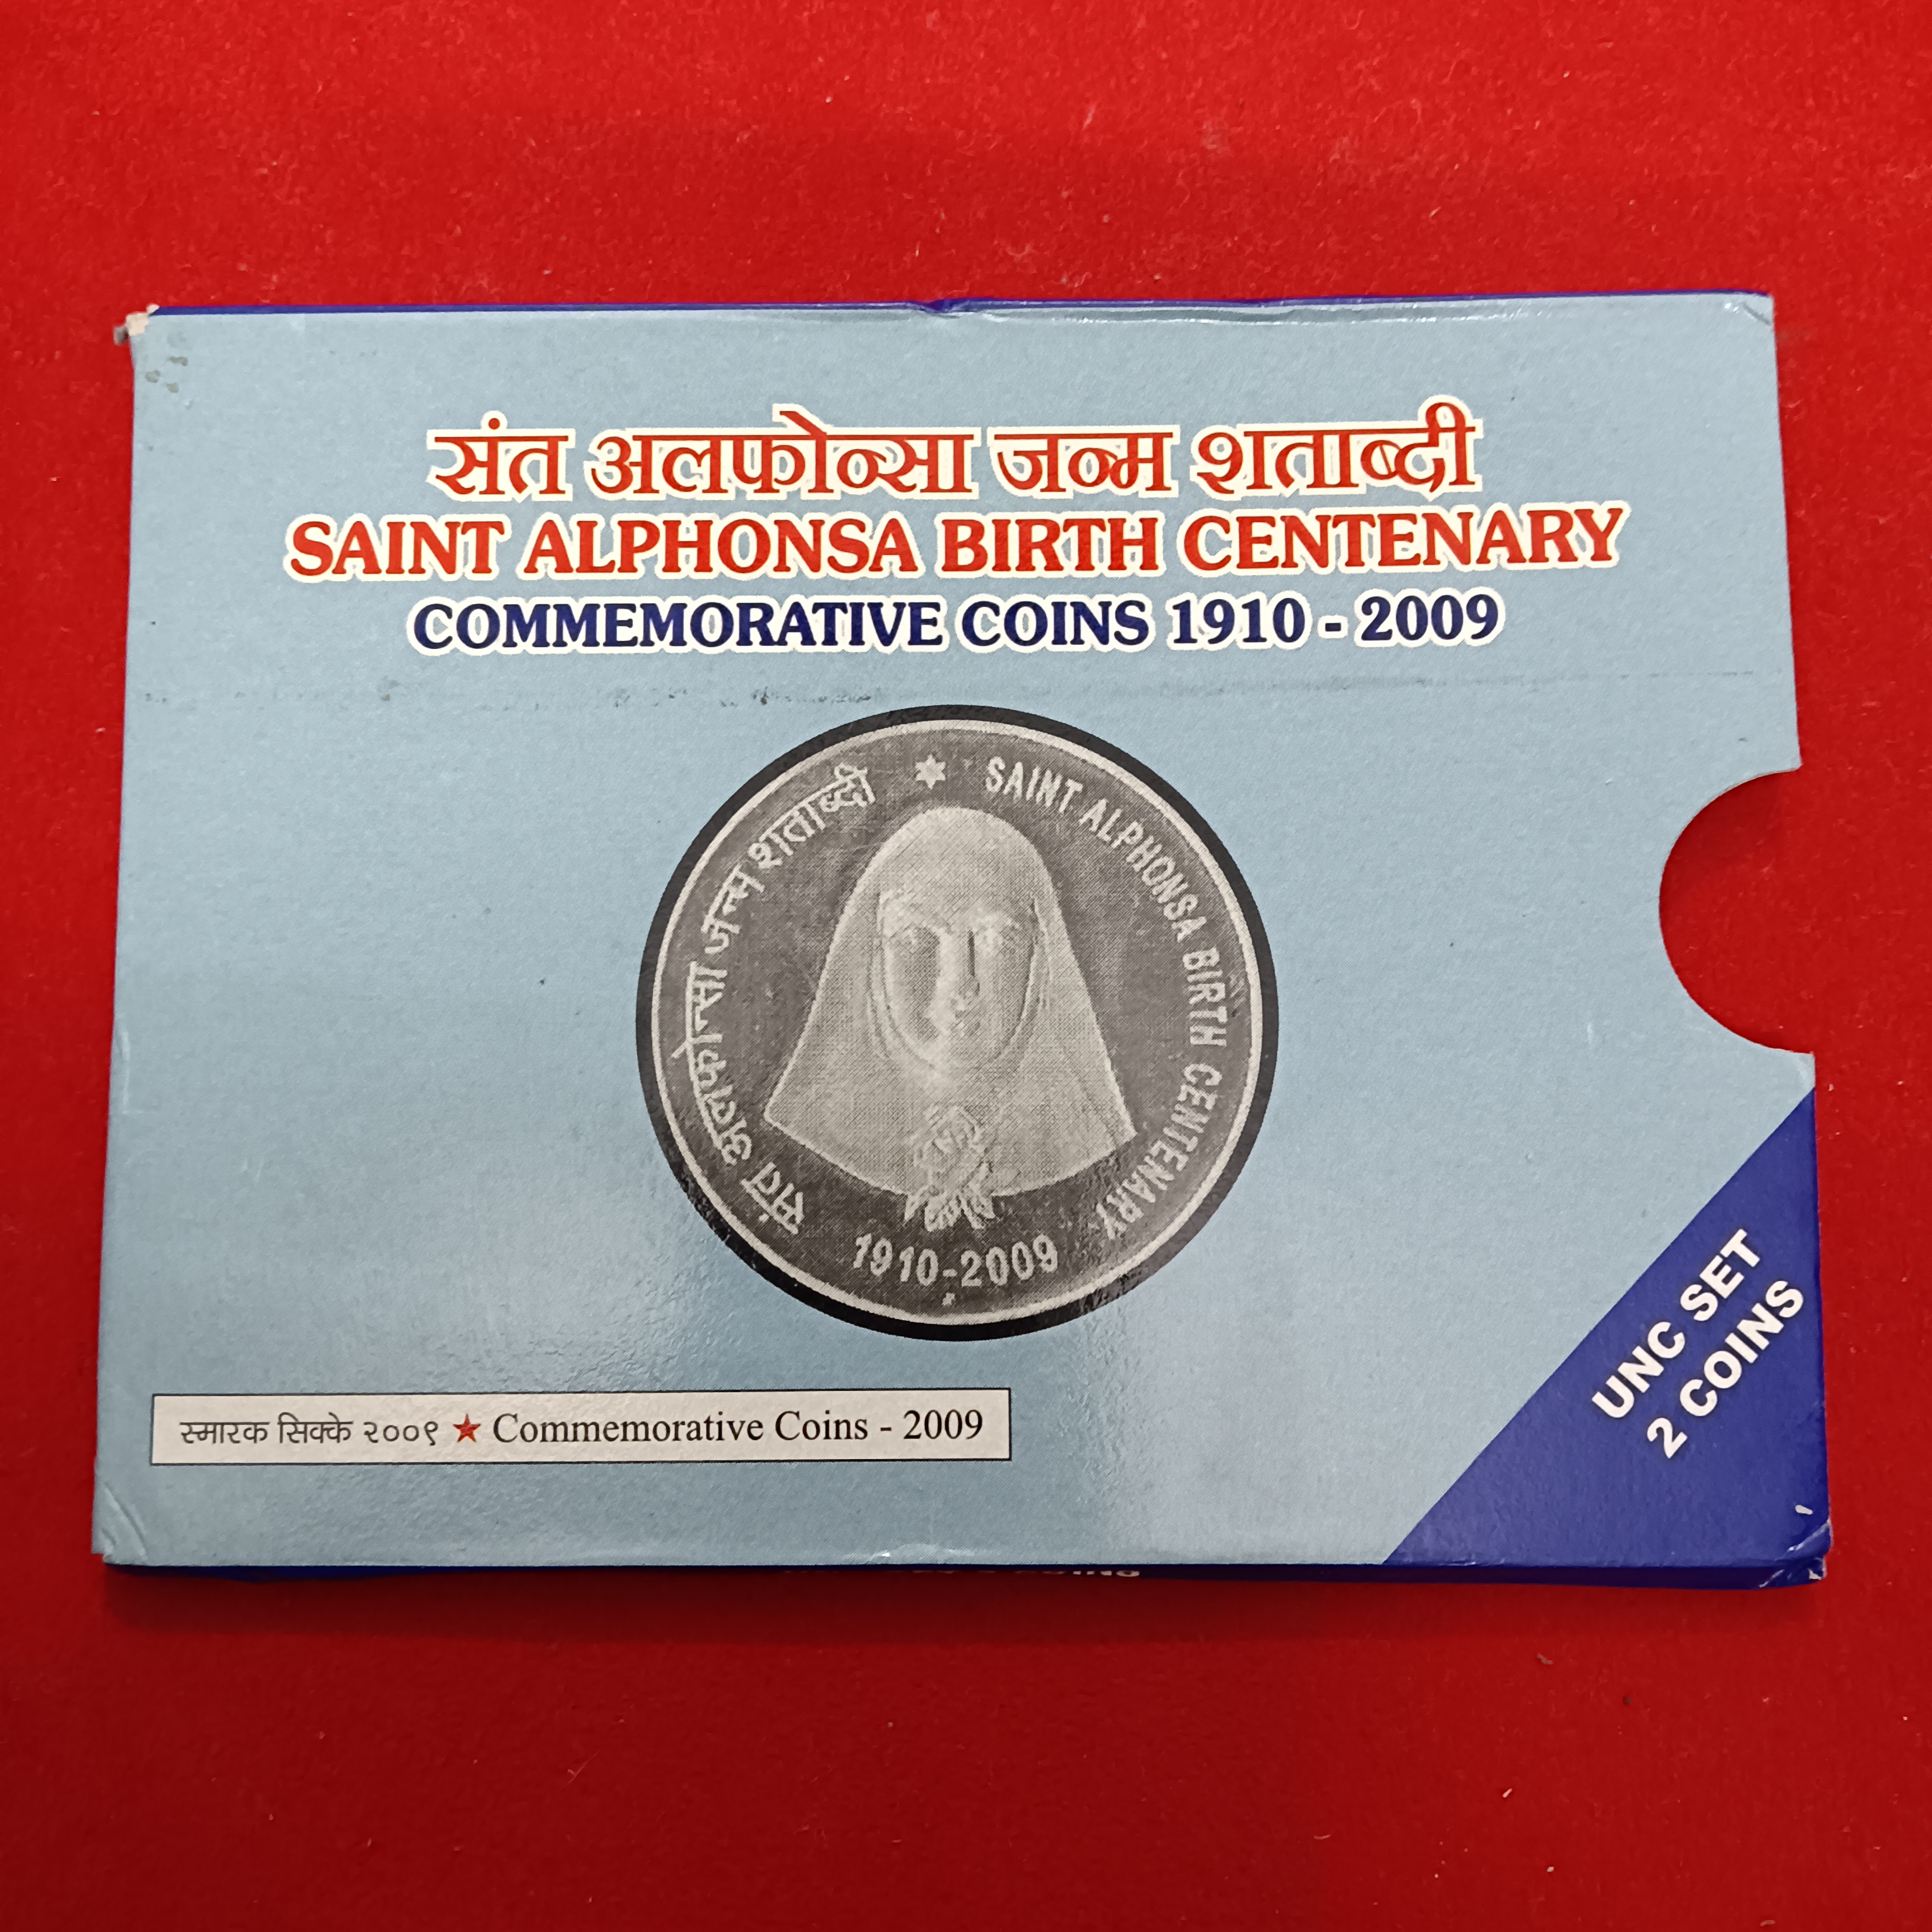 संत अलफोन्सा जन्म शताब्दी
SAINT ALPHONSA BIRTH CENTENARY
COMMEMORATIVE COINS 1910 - 2009
संत अलफोन्सा जन्म शताब्दी
SAINT ALPHONSA BIRTH CENTENARY
1910-2009
स्मारक सिक्के २००९ ★ Commemorative Coins - 2009
UNC SET
2 COINS